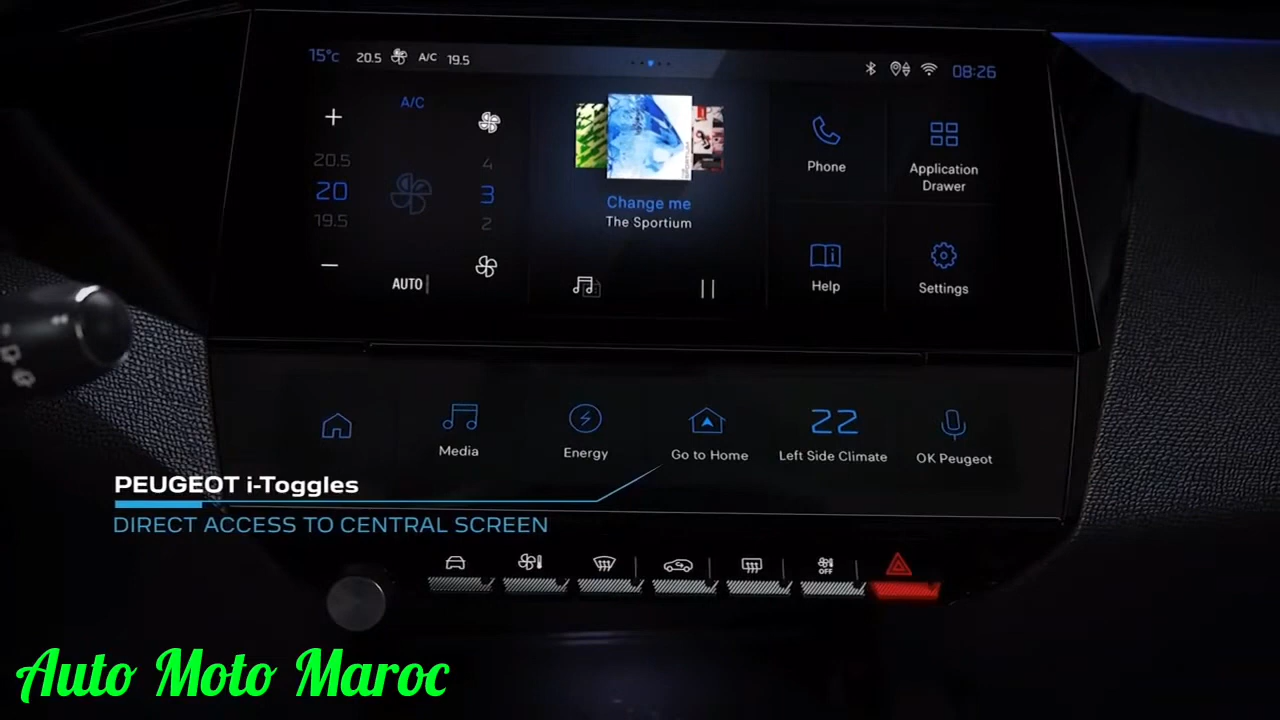 15°c 20.5 A/C 19.5 08:26
A/C
20.5
20
19.5
AUTO
4
3
2
Change me
The Sportium
Phone
Application
Drawer
Help
Settings
Media
Energy
Go to Home
22
Left Side Climate
OK Peugeot
PEUGEOT i-Toggles
DIRECT ACCESS TO CENTRAL SCREEN
OFF
Auto Moto Maroc